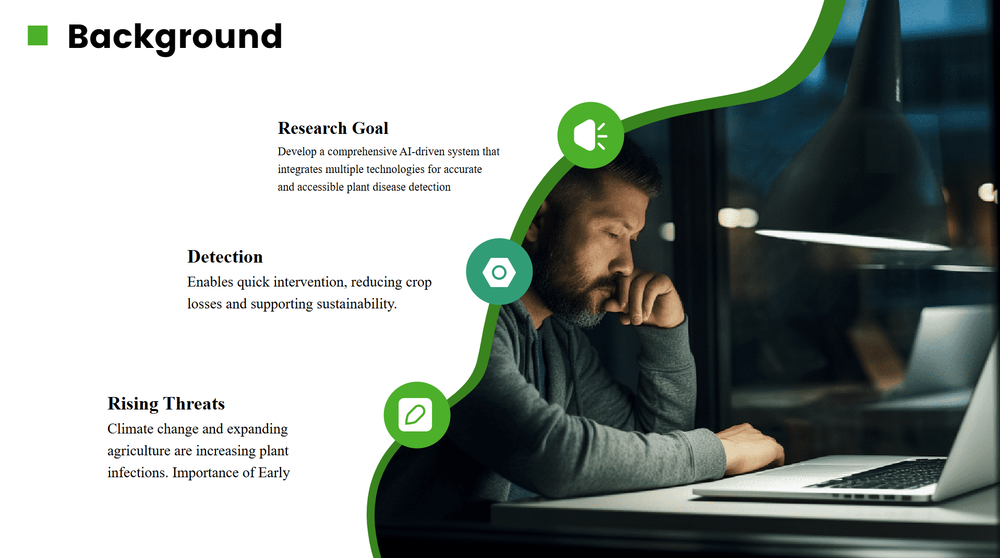 Background
Research Goal
Develop a comprehensive AI-driven system that
integrates multiple technologies for accurate
and accessible plant disease detection
Detection
Enables quick intervention, reducing crop
losses and supporting sustainability.
Rising Threats
Climate change and expanding
agriculture are increasing plant
infections. Importance of Early